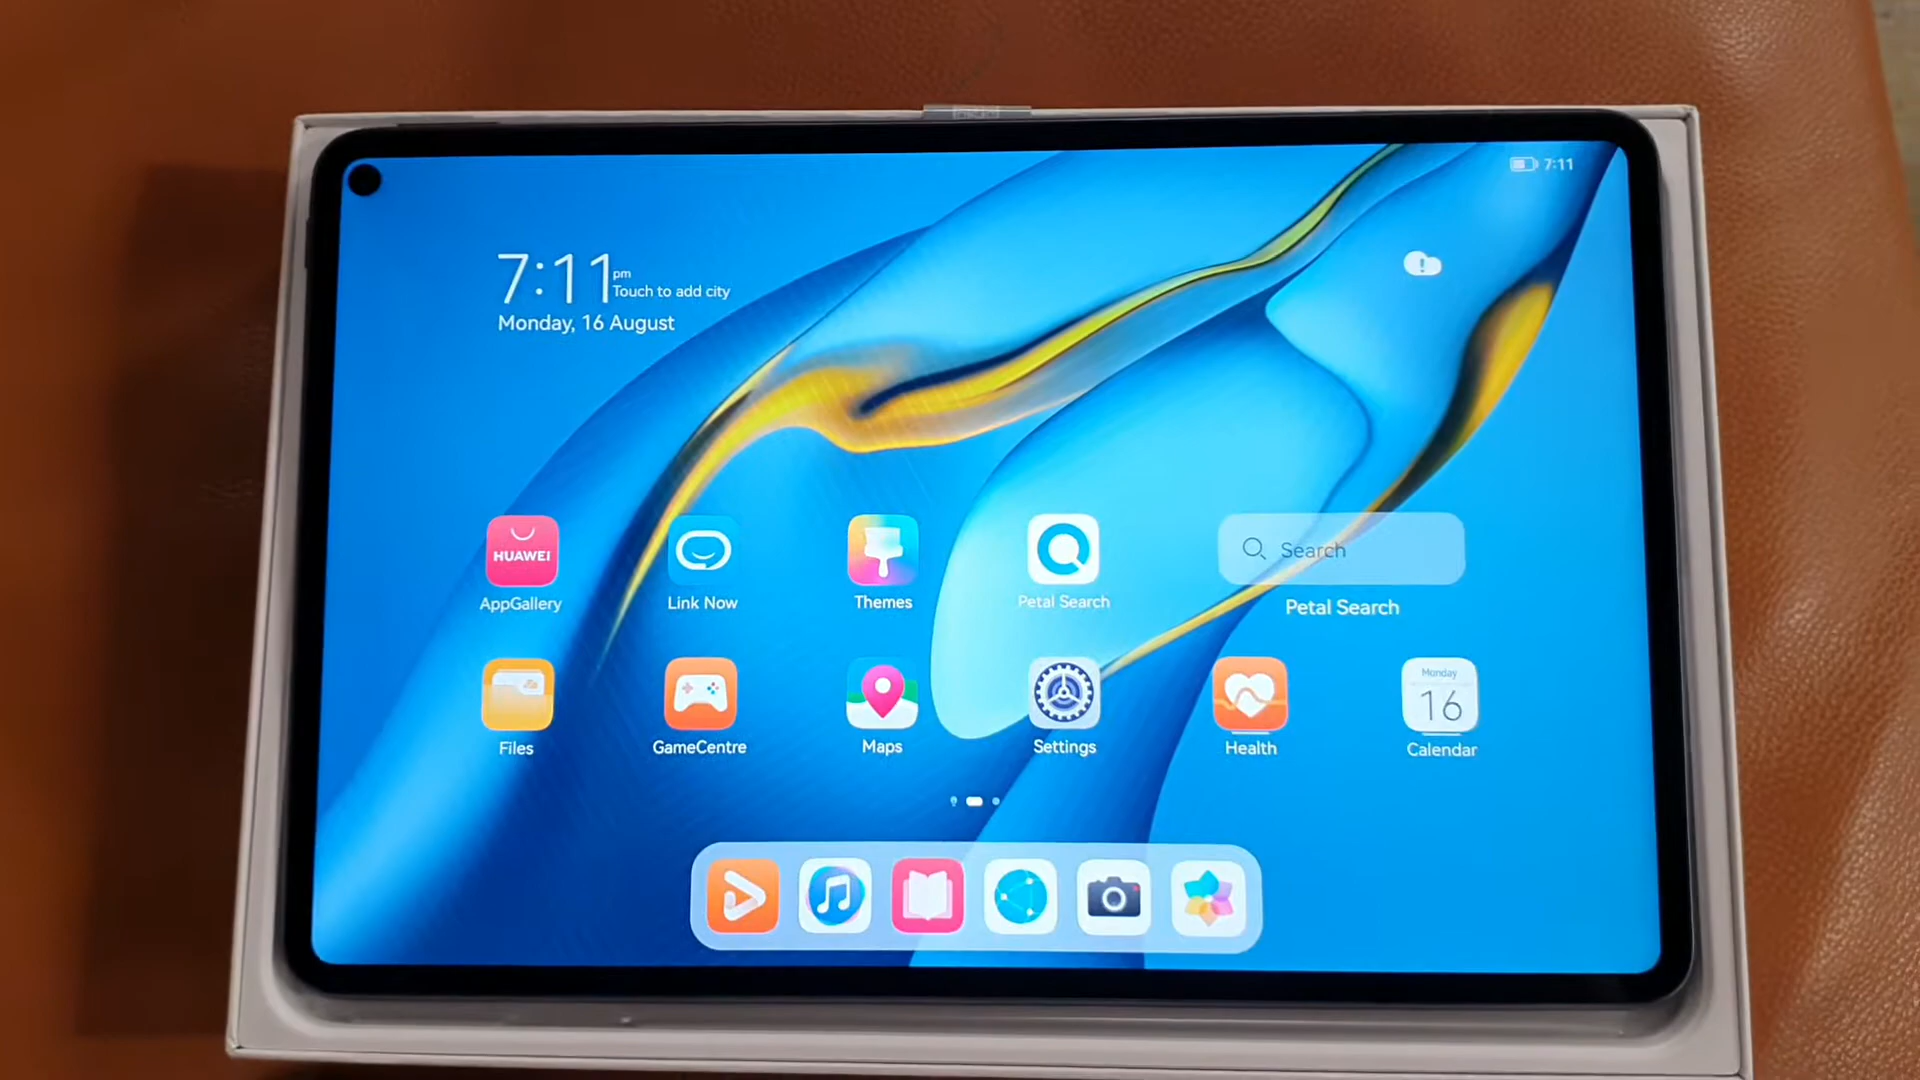 7:11
7:11 pm
Touch to add city
Monday, 16 August
HUAWEI
AppGallery
Link Now
Themes
Petal Search
Search
Petal Search
Files
GameCentre
Maps
Settings
Health
Monday
16
Calendar